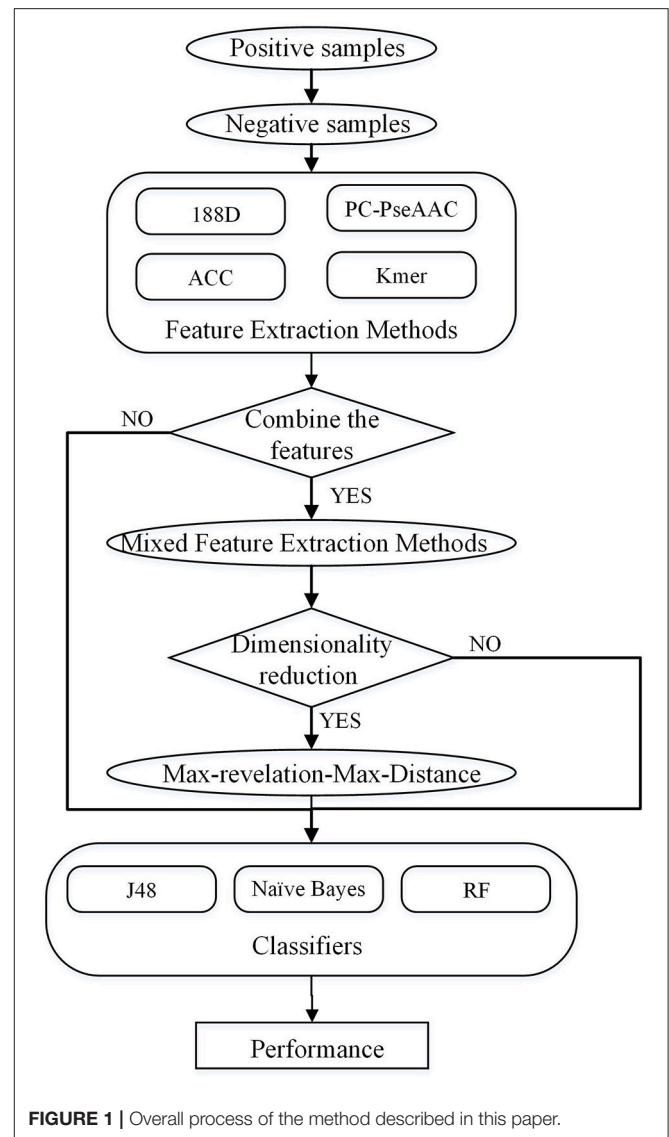 Positive samples
Negative samples
188D
PC-PseAAC
ACC
Kmer
Feature Extraction Methods
NO
Combine the
features
YES
Mixed Feature Extraction Methods
Dimensionality
reduction
NO
YES
Max-revelation-Max-Distance
J48
Naïve Bayes
RF
Classifiers
Performance
FIGURE 1 | Overall process of the method described in this paper.